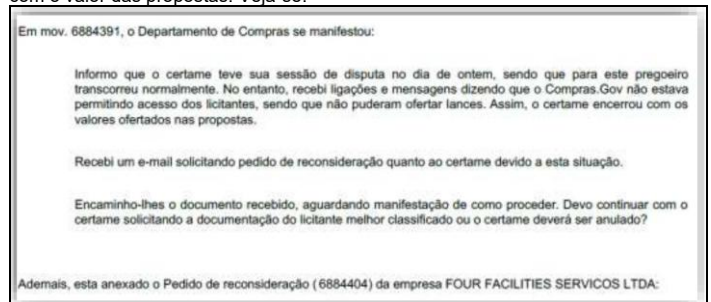 com o valor das propostas. Veja-se:
Em mov. 6884391, o Departamento de Compras se manifestou:
Informo que o certame teve sua sessão de disputa no dia de ontem, sendo que para este pregoeiro
transcorreu normalmente. No entanto, recebi ligações e mensagens dizendo que o Compras.Gov não estava
permitindo acesso dos licitantes, sendo que não puderam ofertar lances. Assim, o certame encerrou com os
valores ofertados nas propostas.
Recebi um e-mail solicitando pedido de reconsideração quanto ao certame devido a esta situação.
Encaminho-lhes o documento recebido, aguardando manifestação de como proceder. Devo continuar com o
certame solicitando a documentação do licitante melhor classificado ou o certame deverá ser anulado?
Ademais, esta anexado o Pedido de reconsideração (6884404) da empresa FOUR FACILITIES SERVICOS LTDA: